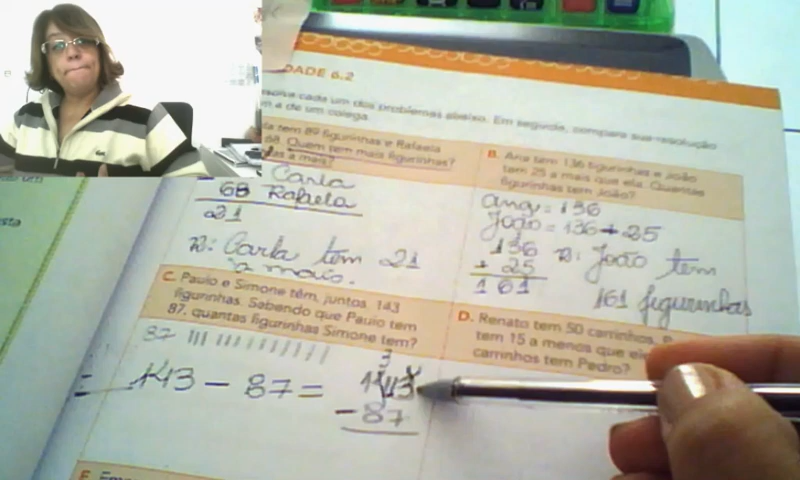 DADE 6.2
cada um dos problemas abaixo. Em seguida, compare sua resolução
a de um colega.
tem 89 figurinhas e Rafaela
68. Quem tem mais figurinhas?
a mais?
Carla
- 68 Rafaela
21
R: Carla tem 21
a mais.
B. Ana tem 136 figurinhas e João
tem 25 a mais que ela. Quantas
figurinhas tem João?
ana = 136
João = 136 + 25
136
+ 25
161
R: João tem
161 figurinhas
C. Paulo e Simone têm, juntos, 143
figurinhas. Sabendo que Paulo tem
87, quantas figurinhas Simone tem?
87
143 - 87 =
3
143
- 87
D. Renato tem 50 carrinhos.
tem 15 a menos que ele
carrinhos tem Pedro?
E.